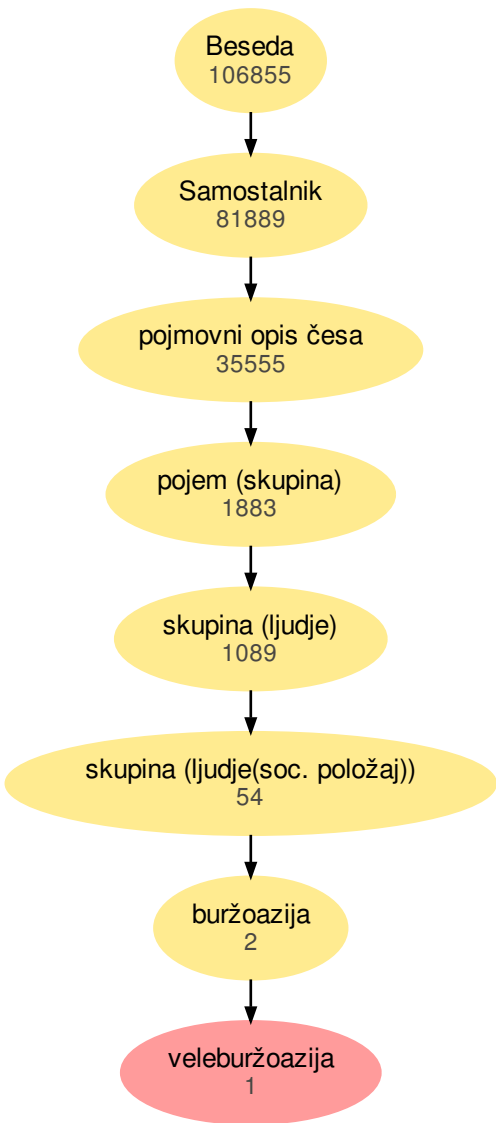 Beseda
106855
Samostalnik
81889
pojmovni opis česa
35555
pojem (skupina)
1883
skupina (ljudje)
1089
skupina (ljudje(soc. položaj))
54
buržoazija
2
veleburžoazija
1